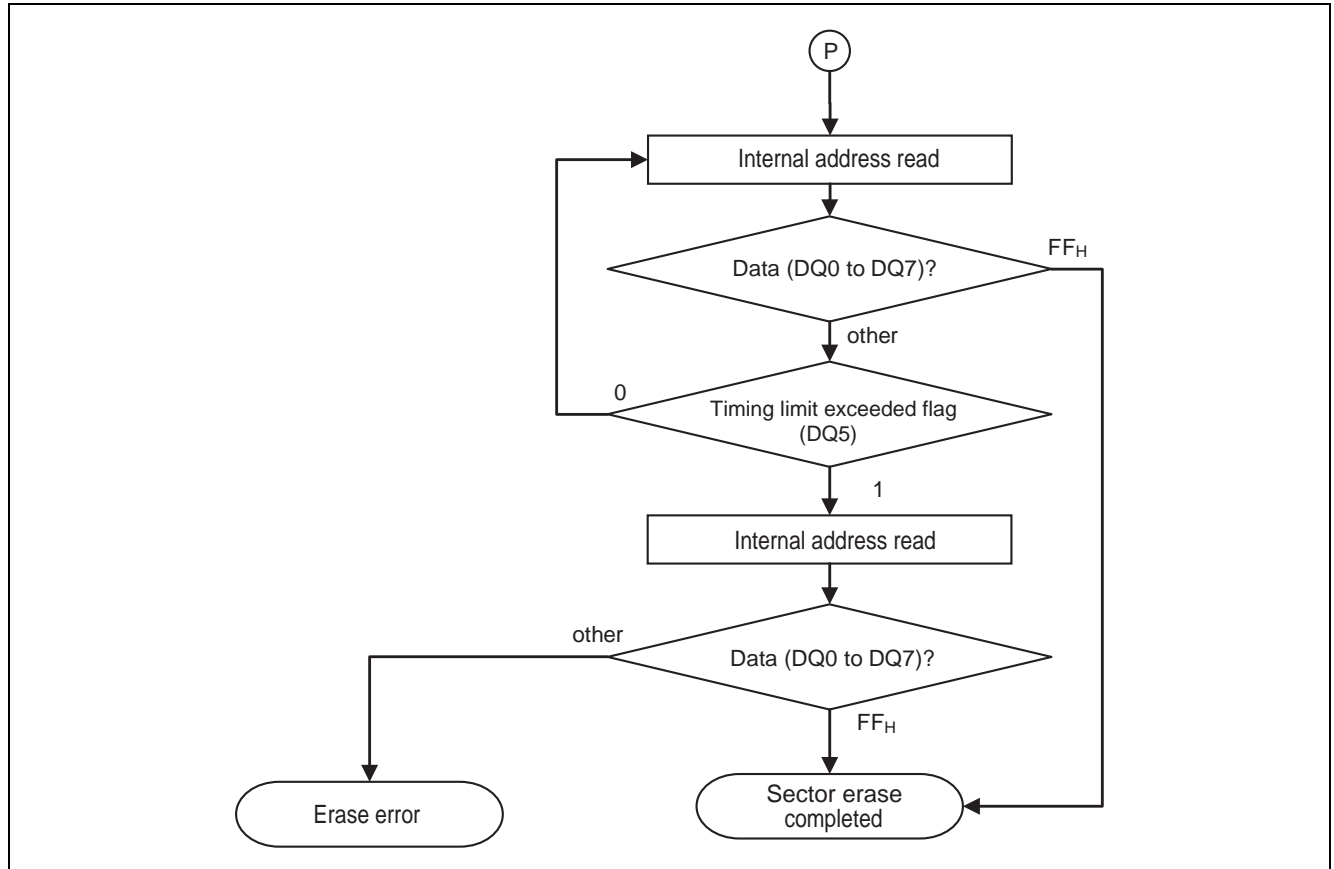 P
Internal address read
FFH
Data (DQ0 to DQ7)?
other
0
Timing limit exceeded flag
(DQ5)
1
Internal address read
other
Data (DQ0 to DQ7)?
FFH
Erase error
Sector erase
completed